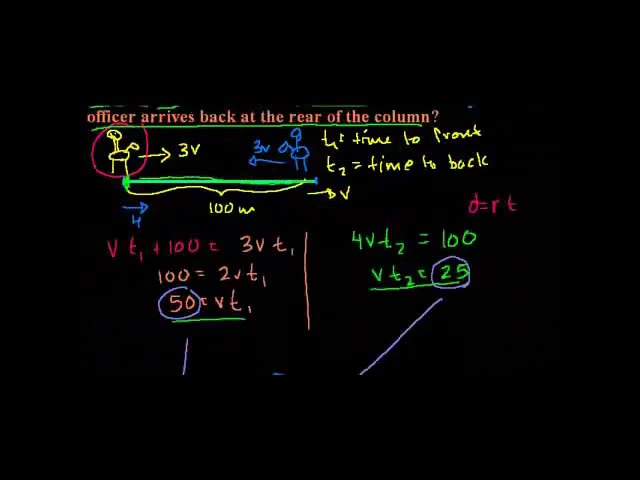 officer arrives back at the rear of the column?
3V
3v
t₁ = time to front
t₂ = time to back
V
100 m
d = r t
v t₁ + 100 = 3v t₁
4v t₂ = 100
100 = 2v t₁
v t₂ = 25
50 = v t₁